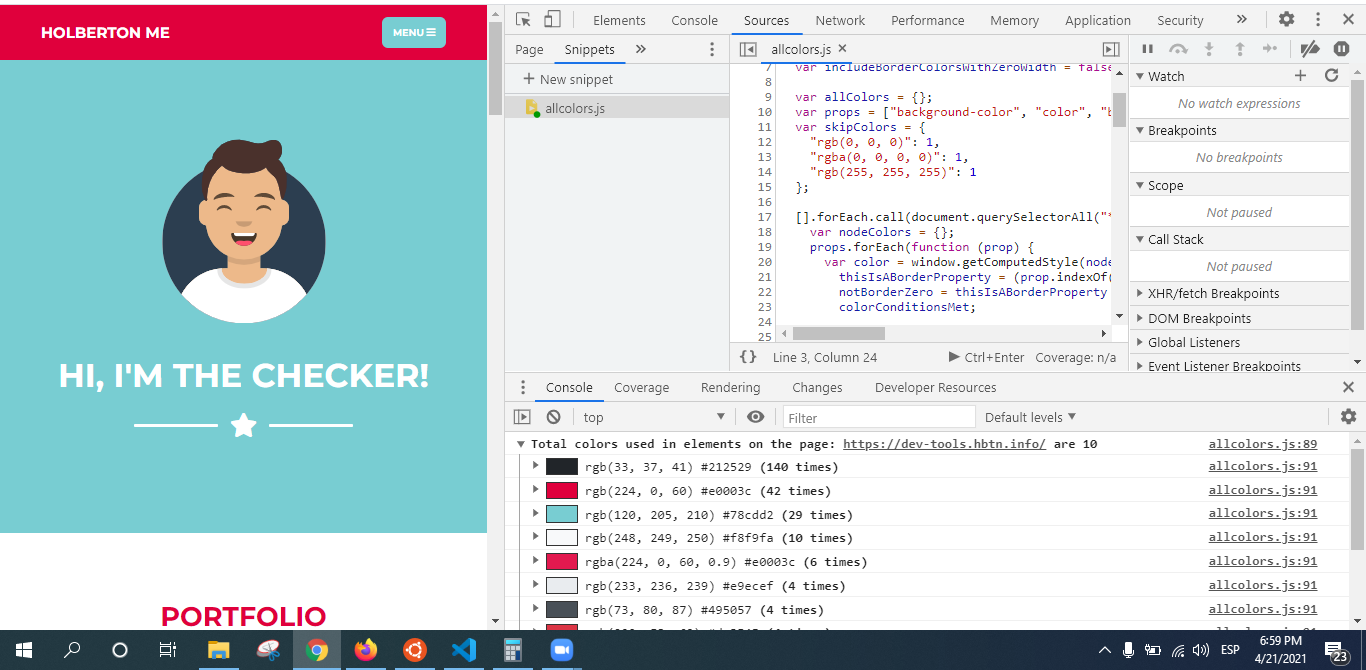 HOLBERTON ME
MENU
HI, I'M THE CHECKER!
PORTFOLIO
Elements Console Sources Network Performance Memory Application Security
Page Snippets
allcolors.js
New snippet
allcolors.js
7 var includeBorderColorsWithZeroWidth = false
8
9 var allColors = {};
10 var props = ["background-color", "color", "b
11 var skipColors = {
12 "rgb(0, 0, 0)": 1,
13 "rgba(0, 0, 0, 0)": 1,
14 "rgb(255, 255, 255)": 1
15 };
16
17 [].forEach.call(document.querySelectorAll("*
18 var nodeColors = {};
19 props.forEach(function (prop) {
20 var color = window.getComputedStyle(node
21 thisIsABorderProperty = (prop.indexOf(
22 notBorderZero = thisIsABorderProperty
23 colorConditionsMet;
24
25
{} Line 3, Column 24 Ctrl+Enter Coverage: n/a
Watch
No watch expressions
Breakpoints
No breakpoints
Scope
Not paused
Call Stack
Not paused
XHR/fetch Breakpoints
DOM Breakpoints
Global Listeners
Event Listener Breakpoints
Console Coverage Rendering Changes Developer Resources
top Filter Default levels
Total colors used in elements on the page: https://dev-tools.hbtn.info/ are 10 allcolors.js:89
rgb(33, 37, 41) #212529 (140 times) allcolors.js:91
rgb(224, 0, 60) #e0003c (42 times) allcolors.js:91
rgb(120, 205, 210) #78cdd2 (29 times) allcolors.js:91
rgb(248, 249, 250) #f8f9fa (10 times) allcolors.js:91
rgba(224, 0, 60, 0.9) #e0003c (6 times) allcolors.js:91
rgb(233, 236, 239) #e9ecef (4 times) allcolors.js:91
rgb(73, 80, 87) #495057 (4 times) allcolors.js:91
ESP
6:59 PM
4/21/2021
23